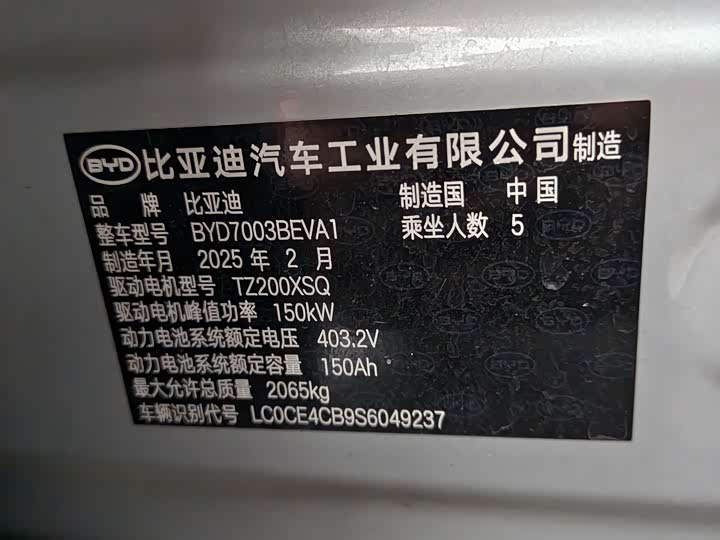 BYD 比亚迪汽车工业有限公司制造
品 牌 比亚迪 制造国 中国
整车型号 BYD7003BEVA1 乘坐人数 5
制造年月 2025 年 2 月
驱动电机型号 TZ200XSQ
驱动电机峰值功率 150kW
动力电池系统额定电压 403.2V
动力电池系统额定容量 150Ah
最大允许总质量 2065kg
车辆识别代号 LC0CE4CB9S6049237